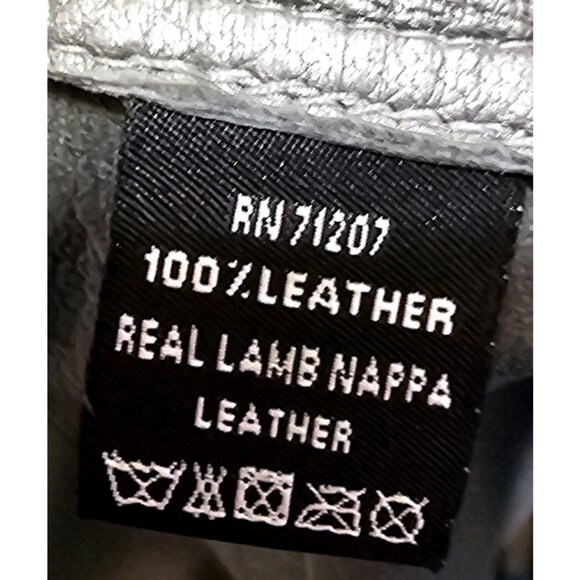 RN 71207
100%LEATHER
REAL LAMB NAPPA
LEATHER